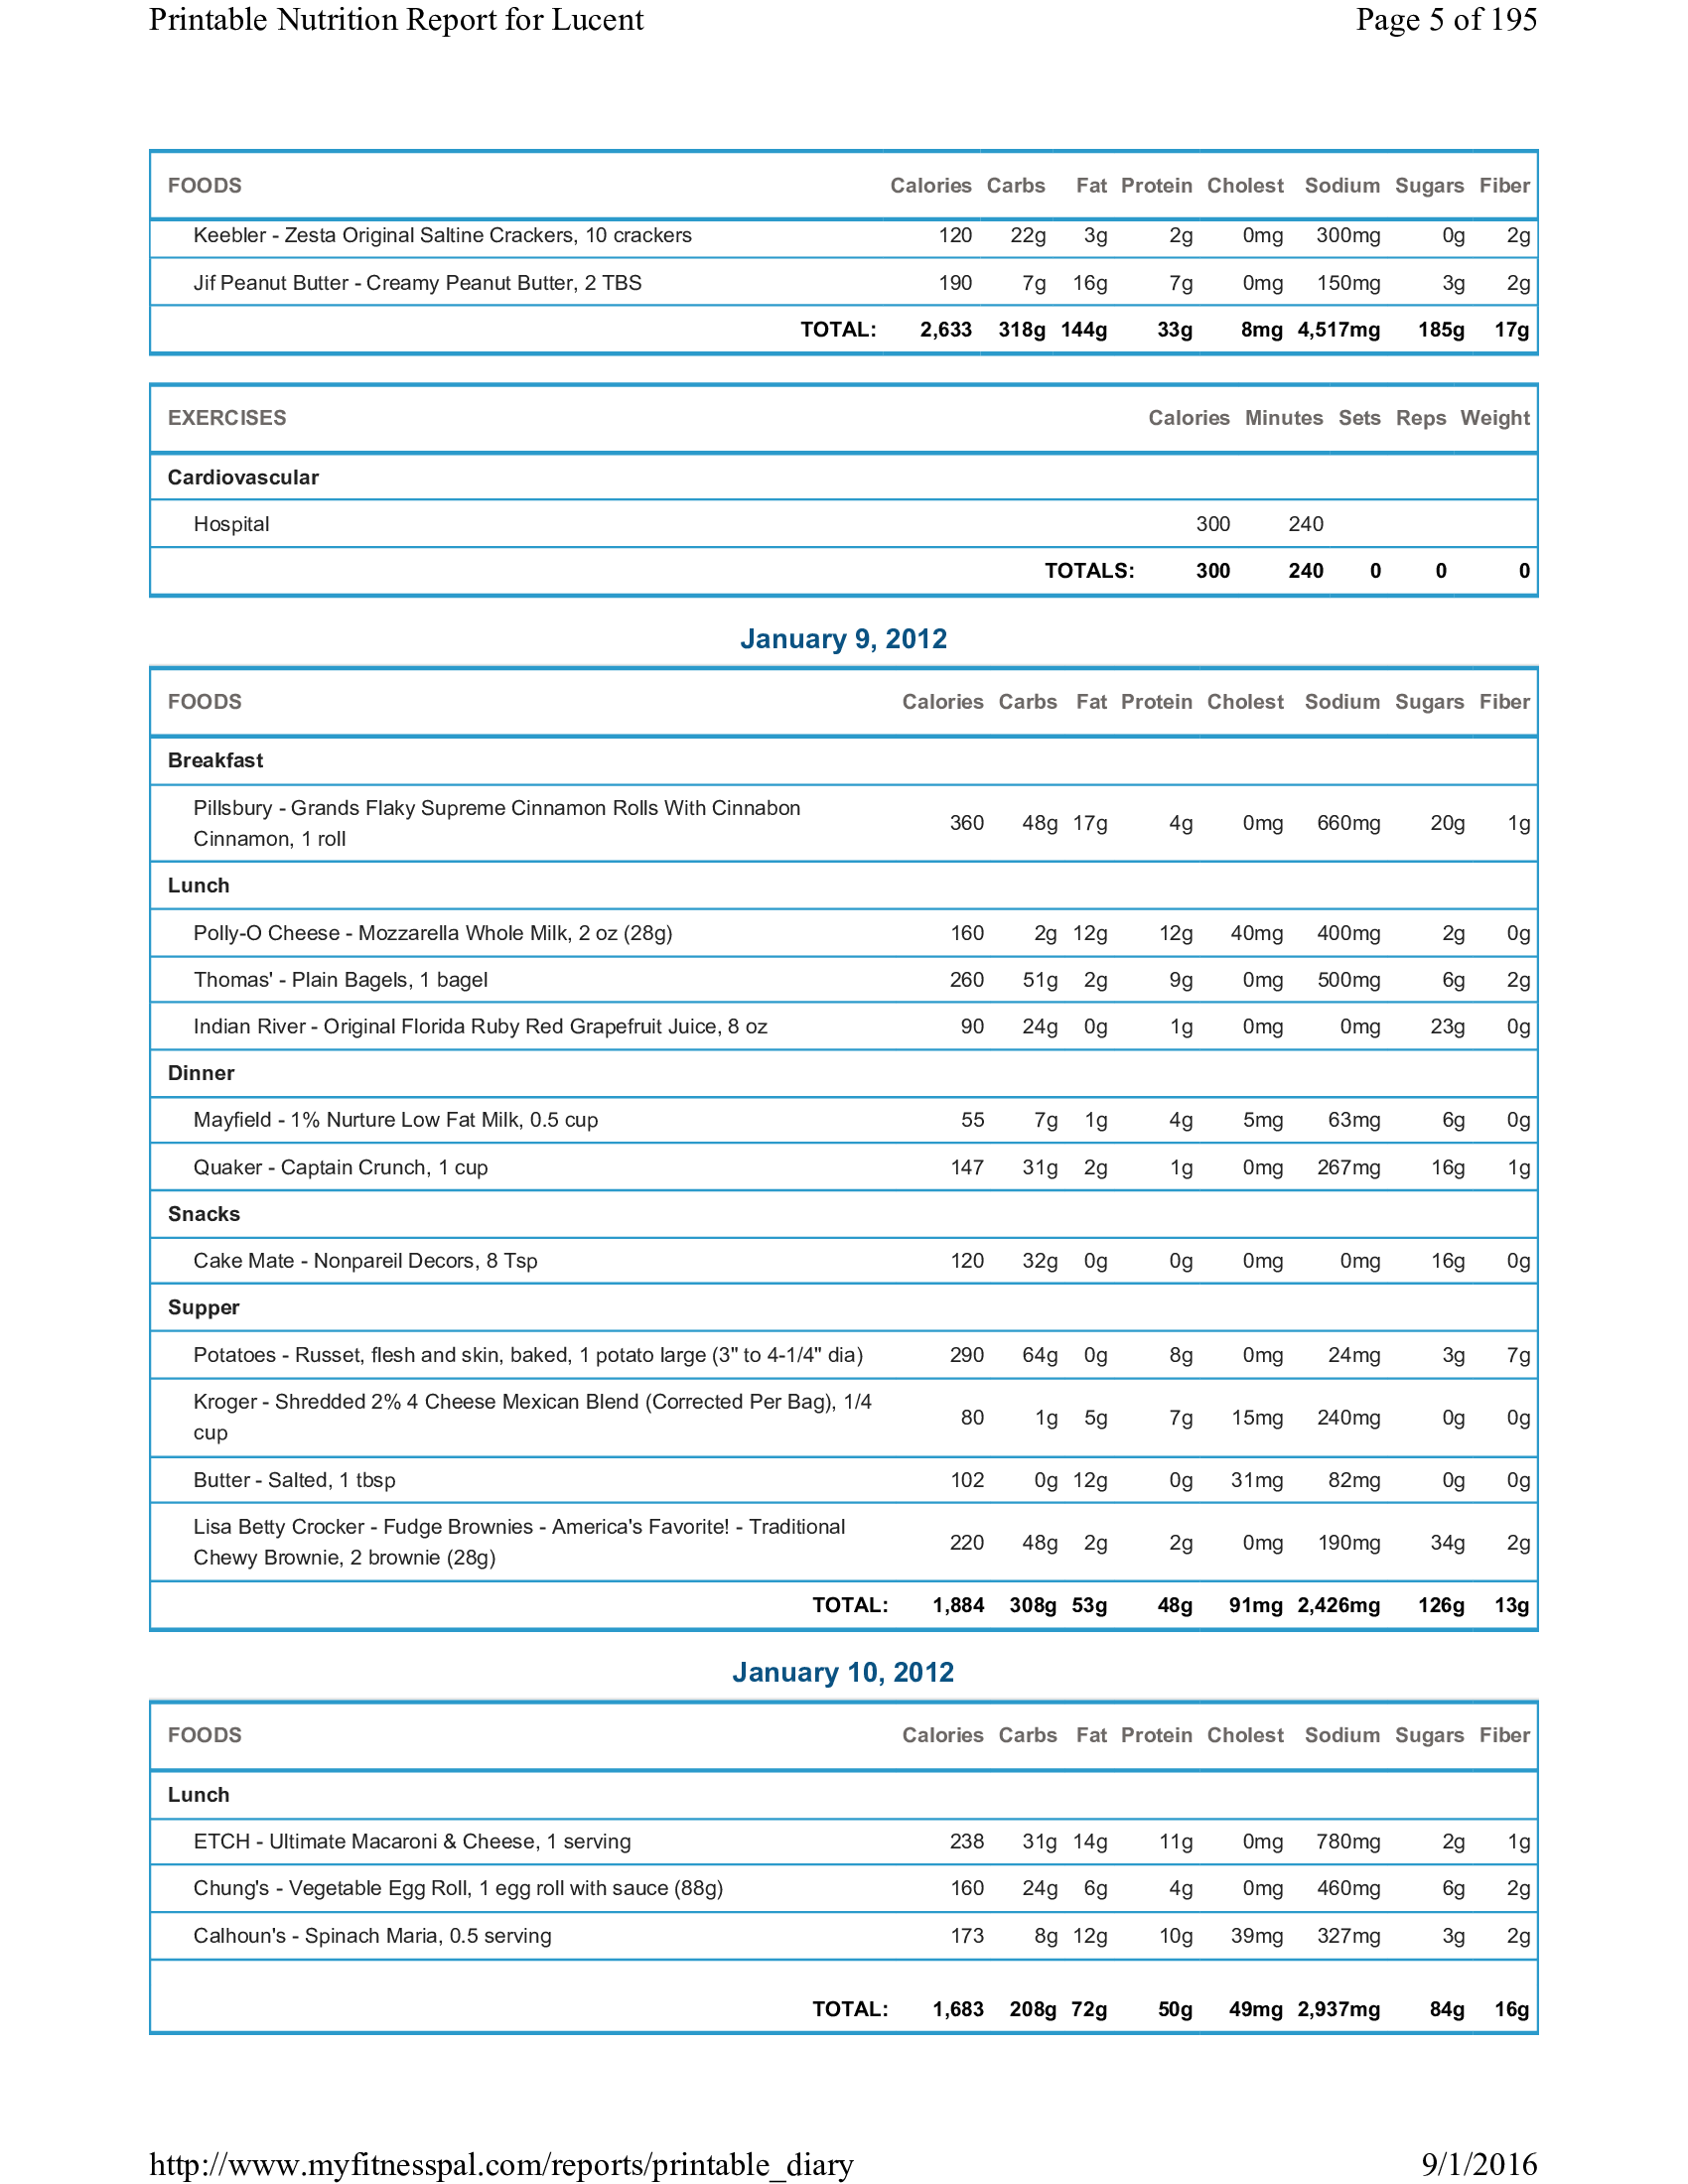 Printable Nutrition Report for Lucent Page 5 of 195
FOODS Calories Carbs Fat Protein Cholest Sodium Sugars Fiber
Keebler - Zesta Original Saltine Crackers, 10 crackers 120 22g 3g 2g 0mg 300mg 0g 2g
Jif Peanut Butter - Creamy Peanut Butter, 2 TBS 190 7g 16g 7g 0mg 150mg 3g 2g
TOTAL: 2,633 318g 144g 33g 8mg 4,517mg 185g 17g
EXERCISES Calories Minutes Sets Reps Weight
Cardiovascular
Hospital 300 240
TOTALS: 300 240 0 0 0
January 9, 2012
FOODS Calories Carbs Fat Protein Cholest Sodium Sugars Fiber
Breakfast
Pillsbury - Grands Flaky Supreme Cinnamon Rolls With Cinnabon
Cinnamon, 1 roll 360 48g 17g 4g 0mg 660mg 20g 1g
Lunch
Polly-O Cheese - Mozzarella Whole Milk, 2 oz (28g) 160 2g 12g 12g 40mg 400mg 2g 0g
Thomas' - Plain Bagels, 1 bagel 260 51g 2g 9g 0mg 500mg 6g 2g
Indian River - Original Florida Ruby Red Grapefruit Juice, 8 oz 90 24g 0g 1g 0mg 0mg 23g 0g
Dinner
Mayfield - 1% Nurture Low Fat Milk, 0.5 cup 55 7g 1g 4g 5mg 63mg 6g 0g
Quaker - Captain Crunch, 1 cup 147 31g 2g 1g 0mg 267mg 16g 1g
Snacks
Cake Mate - Nonpareil Decors, 8 Tsp 120 32g 0g 0g 0mg 0mg 16g 0g
Supper
Potatoes - Russet, flesh and skin, baked, 1 potato large (3" to 4-1/4" dia) 290 64g 0g 8g 0mg 24mg 3g 7g
Kroger - Shredded 2% 4 Cheese Mexican Blend (Corrected Per Bag), 1/4
cup 80 1g 5g 7g 15mg 240mg 0g 0g
Butter - Salted, 1 tbsp 102 0g 12g 0g 31mg 82mg 0g 0g
Lisa Betty Crocker - Fudge Brownies - America's Favorite! - Traditional
Chewy Brownie, 2 brownie (28g) 220 48g 2g 2g 0mg 190mg 34g 2g
TOTAL: 1,884 308g 53g 48g 91mg 2,426mg 126g 13g
January 10, 2012
FOODS Calories Carbs Fat Protein Cholest Sodium Sugars Fiber
Lunch
ETCH - Ultimate Macaroni & Cheese, 1 serving 238 31g 14g 11g 0mg 780mg 2g 1g
Chung's - Vegetable Egg Roll, 1 egg roll with sauce (88g) 160 24g 6g 4g 0mg 460mg 6g 2g
Calhoun's - Spinach Maria, 0.5 serving 173 8g 12g 10g 39mg 327mg 3g 2g
TOTAL: 1,683 208g 72g 50g 49mg 2,937mg 84g 16g
http://www.myfitnesspal.com/reports/printable_diary 9/1/2016